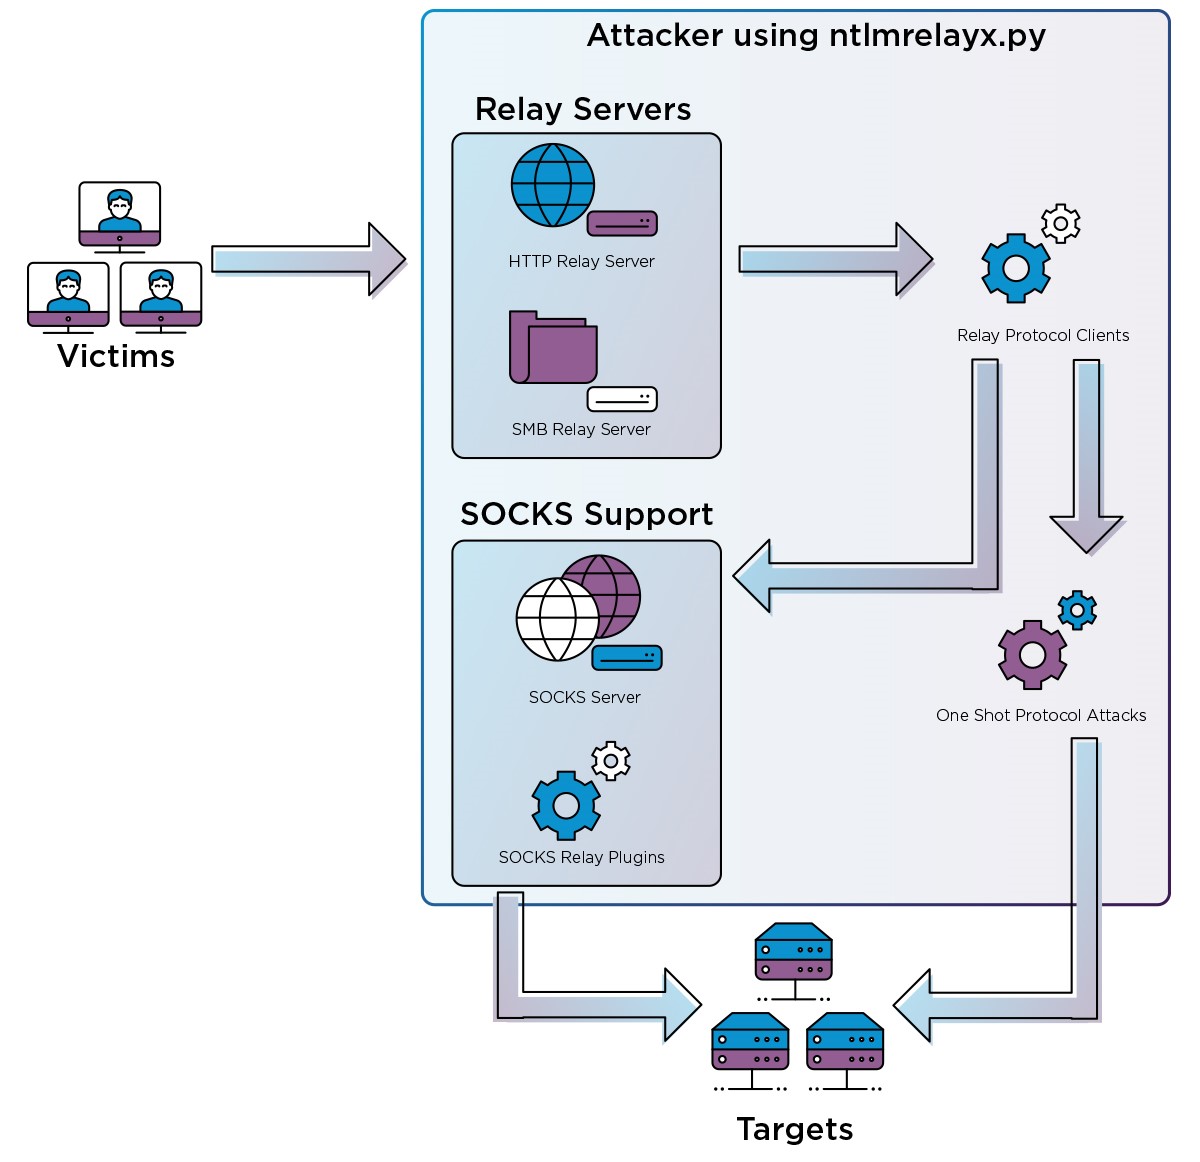 Attacker using ntlmrelayx.py
Relay Servers
HTTP Relay Server
SMB Relay Server
Victims
Relay Protocol Clients
SOCKS Support
SOCKS Server
SOCKS Relay Plugins
One Shot Protocol Attacks
Targets